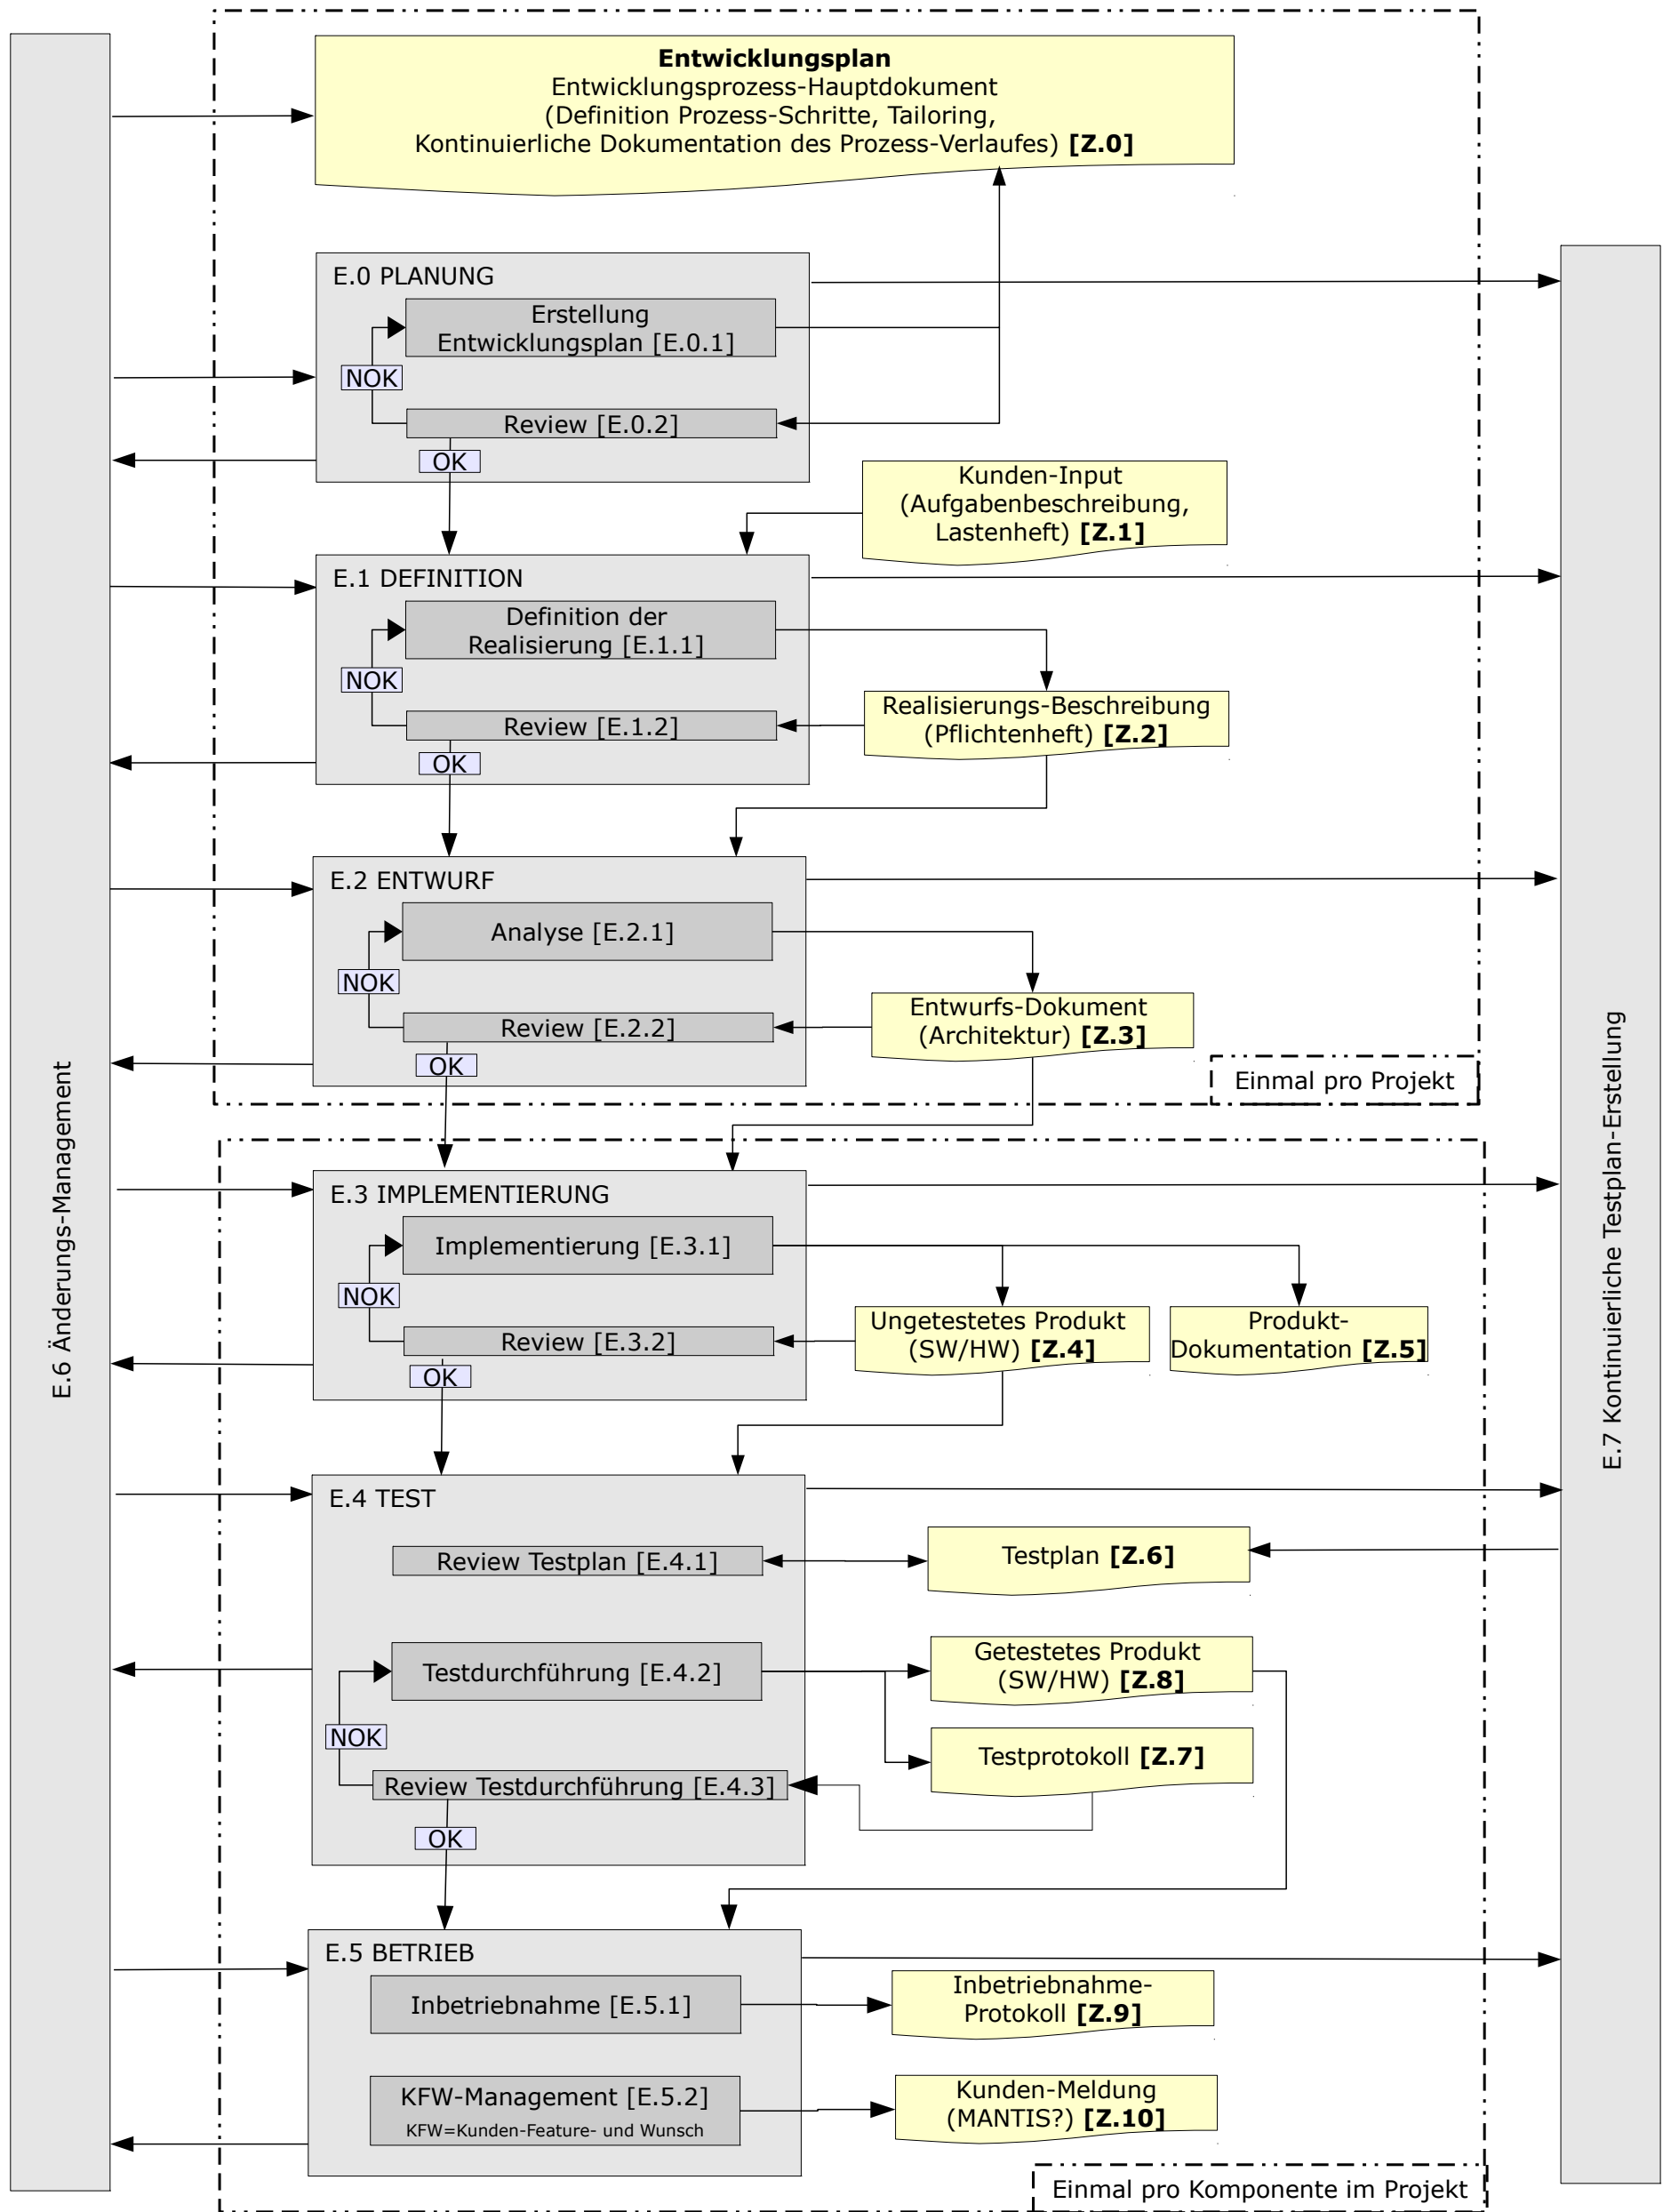 Entwicklungsplan
Entwicklungsprozess-Hauptdokument
(Definition Prozess-Schritte, Tailoring,
Kontinuierliche Dokumentation des Prozess-Verlaufes) [Z.0]
E.0 PLANUNG
Erstellung
Entwicklungsplan [E.0.1]
NOK
Review [E.0.2]
OK
Kunden-Input
(Aufgabenbeschreibung,
Lastenheft) [Z.1]
E.1 DEFINITION
Definition der
Realisierung [E.1.1]
NOK
Review [E.1.2]
OK
Realisierungs-Beschreibung
(Pflichtenheft) [Z.2]
E.2 ENTWURF
Analyse [E.2.1]
NOK
Review [E.2.2]
OK
Entwurfs-Dokument
(Architektur) [Z.3]
Einmal pro Projekt
E.6 Änderungs-Management
E.7 Kontinuierliche Testplan-Erstellung
E.3 IMPLEMENTIERUNG
Implementierung [E.3.1]
NOK
Review [E.3.2]
OK
Ungetestetes Produkt
(SW/HW) [Z.4]
Produkt-
Dokumentation [Z.5]
E.4 TEST
Review Testplan [E.4.1]
Testplan [Z.6]
Testdurchführung [E.4.2]
Getestetes Produkt
(SW/HW) [Z.8]
NOK
Testprotokoll [Z.7]
Review Testdurchführung [E.4.3]
OK
E.5 BETRIEB
Inbetriebnahme [E.5.1]
Inbetriebnahme-
Protokoll [Z.9]
KFW-Management [E.5.2]
KFW=Kunden-Feature- und Wunsch
Kunden-Meldung
(MANTIS?) [Z.10]
Einmal pro Komponente im Projekt